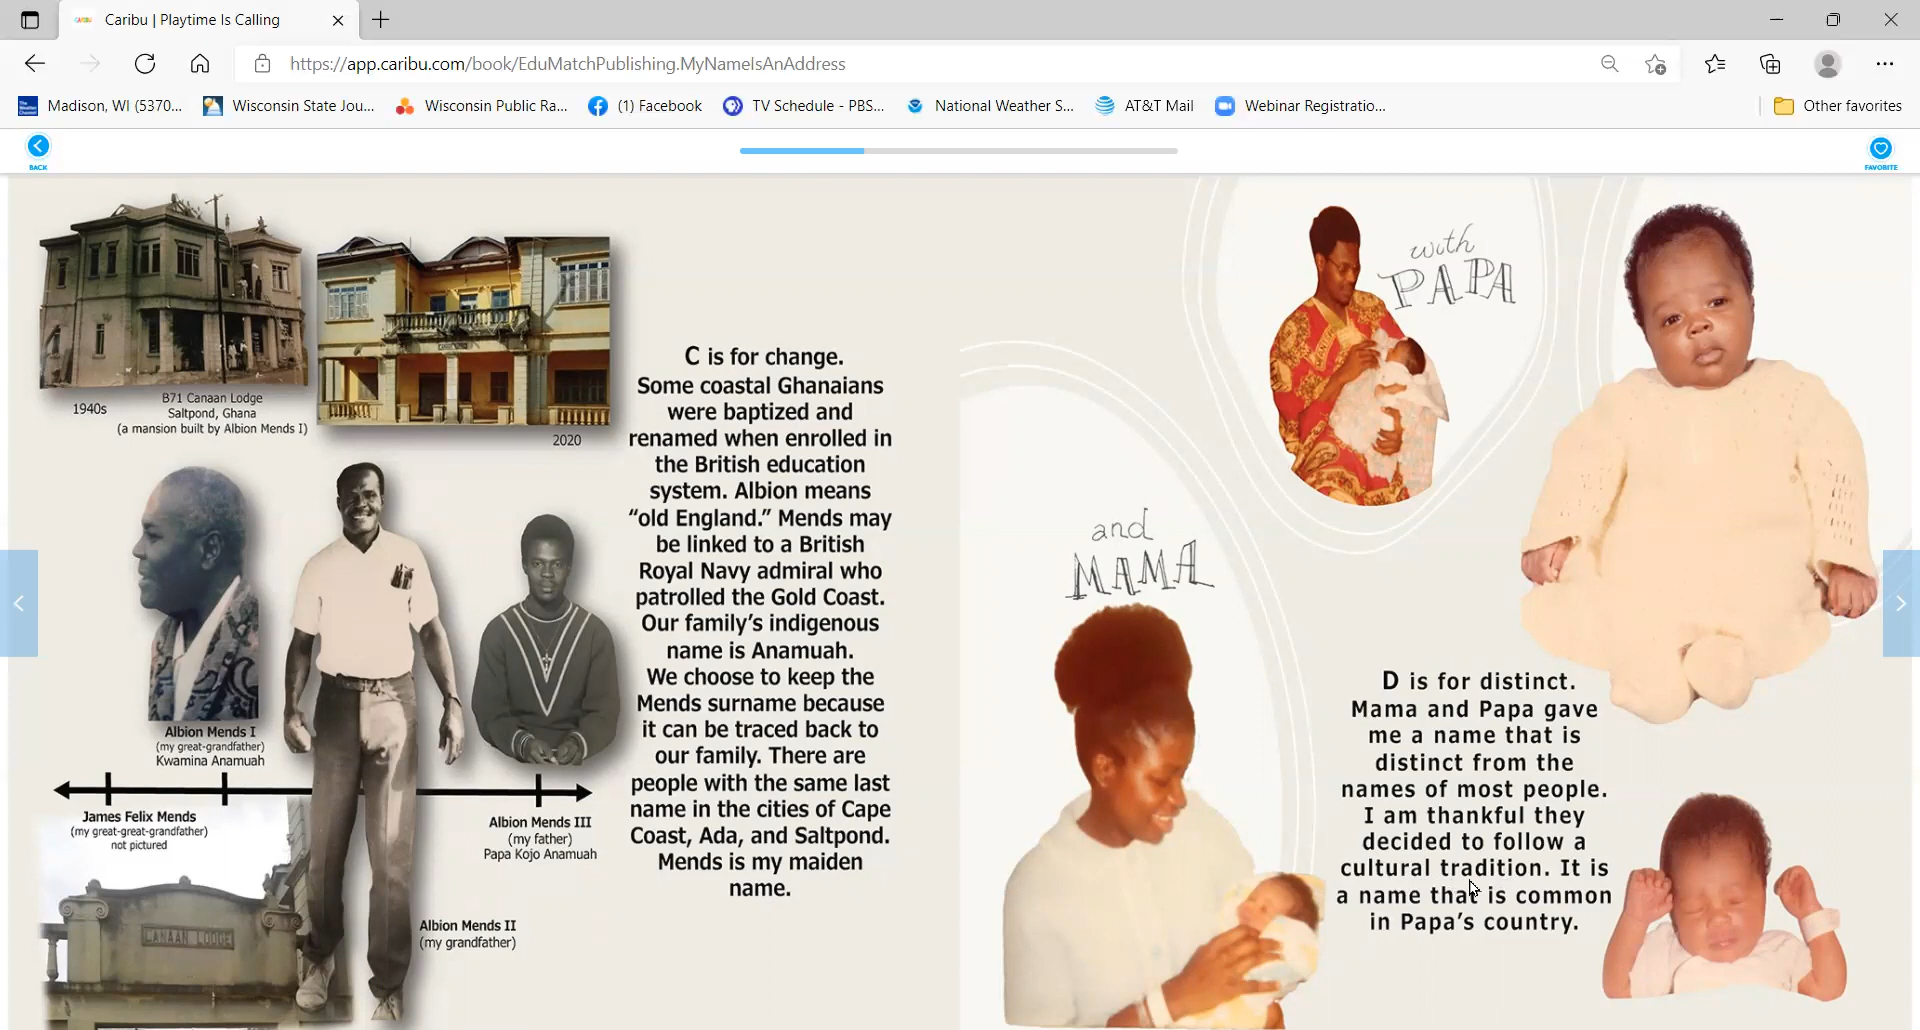 Caribu | Playtime Is Calling
https://app.caribu.com/book/EduMatchPublishing.MyNameIsAnAddress
Madison, WI (5370...
Wisconsin State Jou...
Wisconsin Public Ra...
(1) Facebook
TV Schedule - PBS...
National Weather S...
AT&T Mail
Webinar Registratio...
Other favorites
BACK
FAVORITE
1940s
B71 Canaan Lodge
Saltpond, Ghana
(a mansion built by Albion Mends I)
2020
C is for change.
Some coastal Ghanaians
were baptized and
renamed when enrolled in
the British education
system. Albion means
“old England.” Mends may
be linked to a British
Royal Navy admiral who
patrolled the Gold Coast.
Our family’s indigenous
name is Anamuah.
We choose to keep the
Mends surname because
it can be traced back to
our family. There are
people with the same last
name in the cities of Cape
Coast, Ada, and Saltpond.
Mends is my maiden
name.
Albion Mends I
(my great-grandfather)
Kwamina Anamuah
James Felix Mends
(my great-great-grandfather)
not pictured
Albion Mends III
(my father)
Papa Kojo Anamuah
Albion Mends II
(my grandfather)
CANAAN LODGE
with
PAPA
and
MAMA
D is for distinct.
Mama and Papa gave
me a name that is
distinct from the
names of most people.
I am thankful they
decided to follow a
cultural tradition. It is
a name that is common
in Papa’s country.